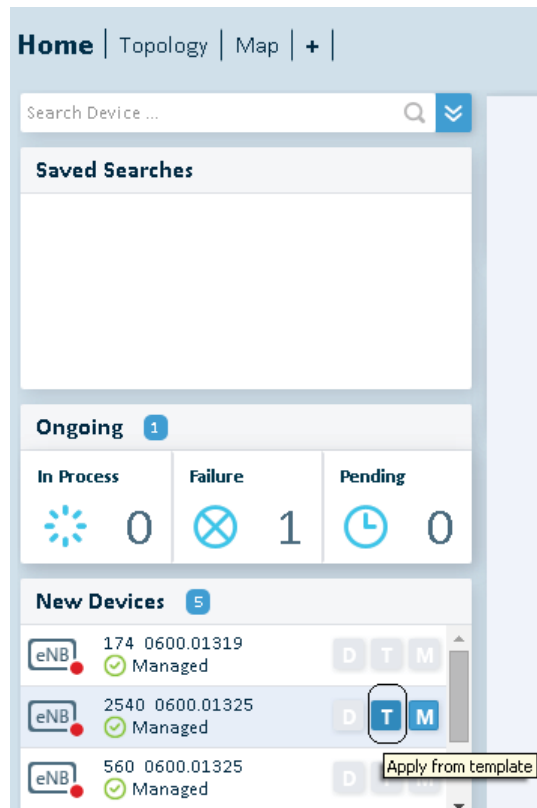 Home | Topology | Map | + |
Search Device ...
Saved Searches
Ongoing 1
In Process Failure Pending
0 1 0
New Devices 5
eNB 174 0600.01319 D T M
Managed
eNB 2540 0600.01325 D T M
Managed
Apply from template
eNB 560 0600.01325 D T M
Managed